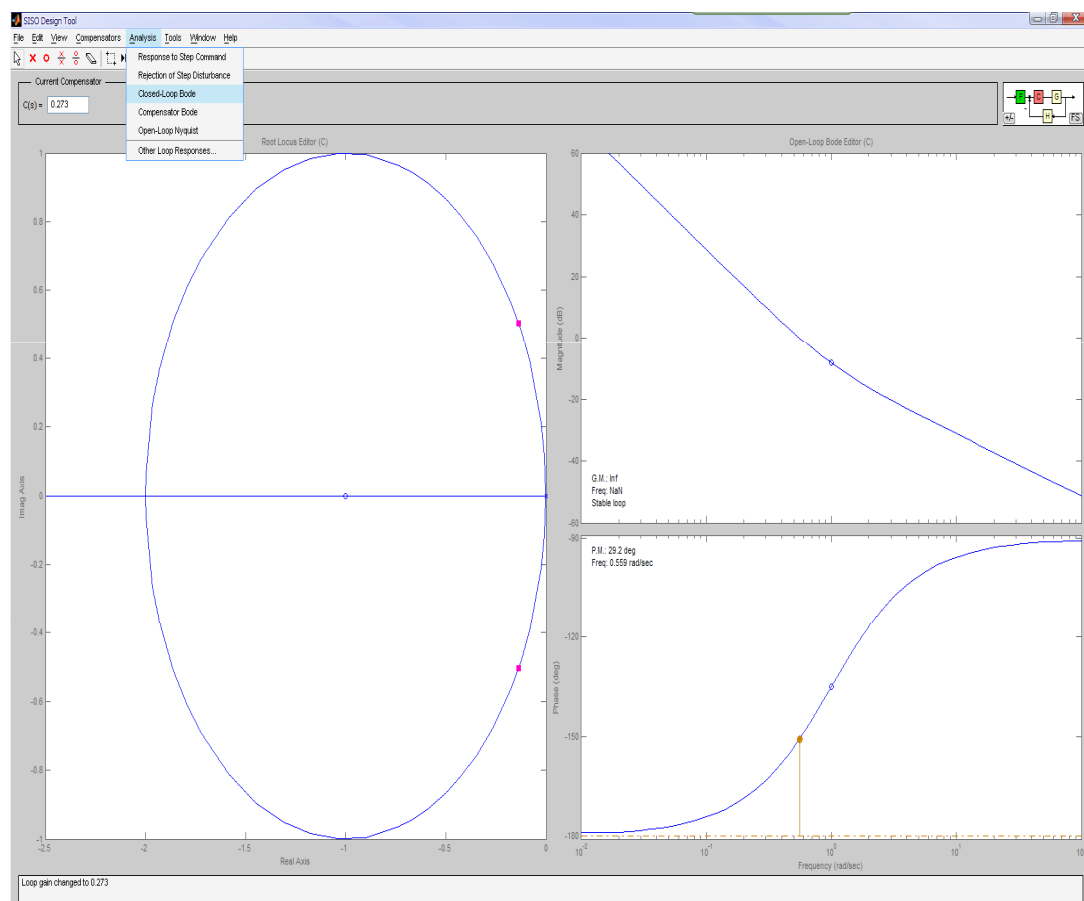 SISO Design Tool
File Edit View Compensators Analysis Tools Window Help
Response to Step Command
Rejection of Step Disturbance
Closed-Loop Bode
Compensator Bode
Open-Loop Nyquist
Other Loop Responses...
Current Compensator
C(s) = 0.273
F C G
H
+/- FS
Root Locus Editor (C)
1
0.8
0.6
0.4
0.2
0
-0.2
-0.4
-0.6
-0.8
-1
Imag Axis
-2.5 -2 -1.5 -1 -0.5 0
Real Axis
Open-Loop Bode Editor (C)
60
40
20
0
-20
-40
-60
Magnitude (dB)
G.M.: Inf
Freq: NaN
Stable loop
-90
-120
-150
-180
Phase (deg)
P.M.: 29.2 deg
Freq: 0.559 rad/sec
10^-2 10^-1 10^0 10^1 10
Frequency (rad/sec)
Loop gain changed to 0.273